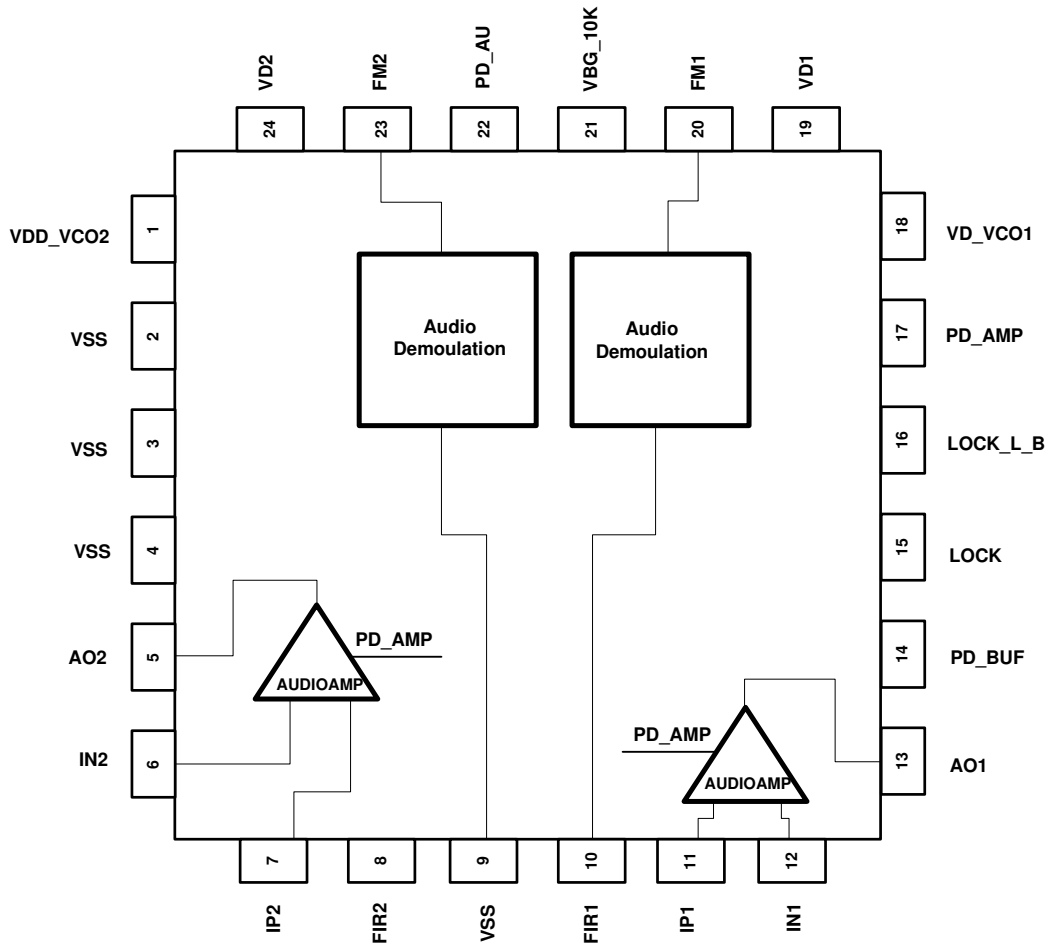 VD2
FM2
PD_AU
VBG_10K
FM1
VD1
24
23
22
21
20
19
VDD_VCO2
1
18
VD_VCO1
VSS
2
17
PD_AMP
Audio
Demoulation
Audio
Demoulation
VSS
3
16
LOCK_L_B
VSS
4
15
LOCK
AO2
5
PD_AMP
AUDIOAMP
14
PD_BUF
IN2
6
PD_AMP
AUDIOAMP
13
AO1
7
8
9
10
11
12
IP2
FIR2
VSS
FIR1
IP1
IN1